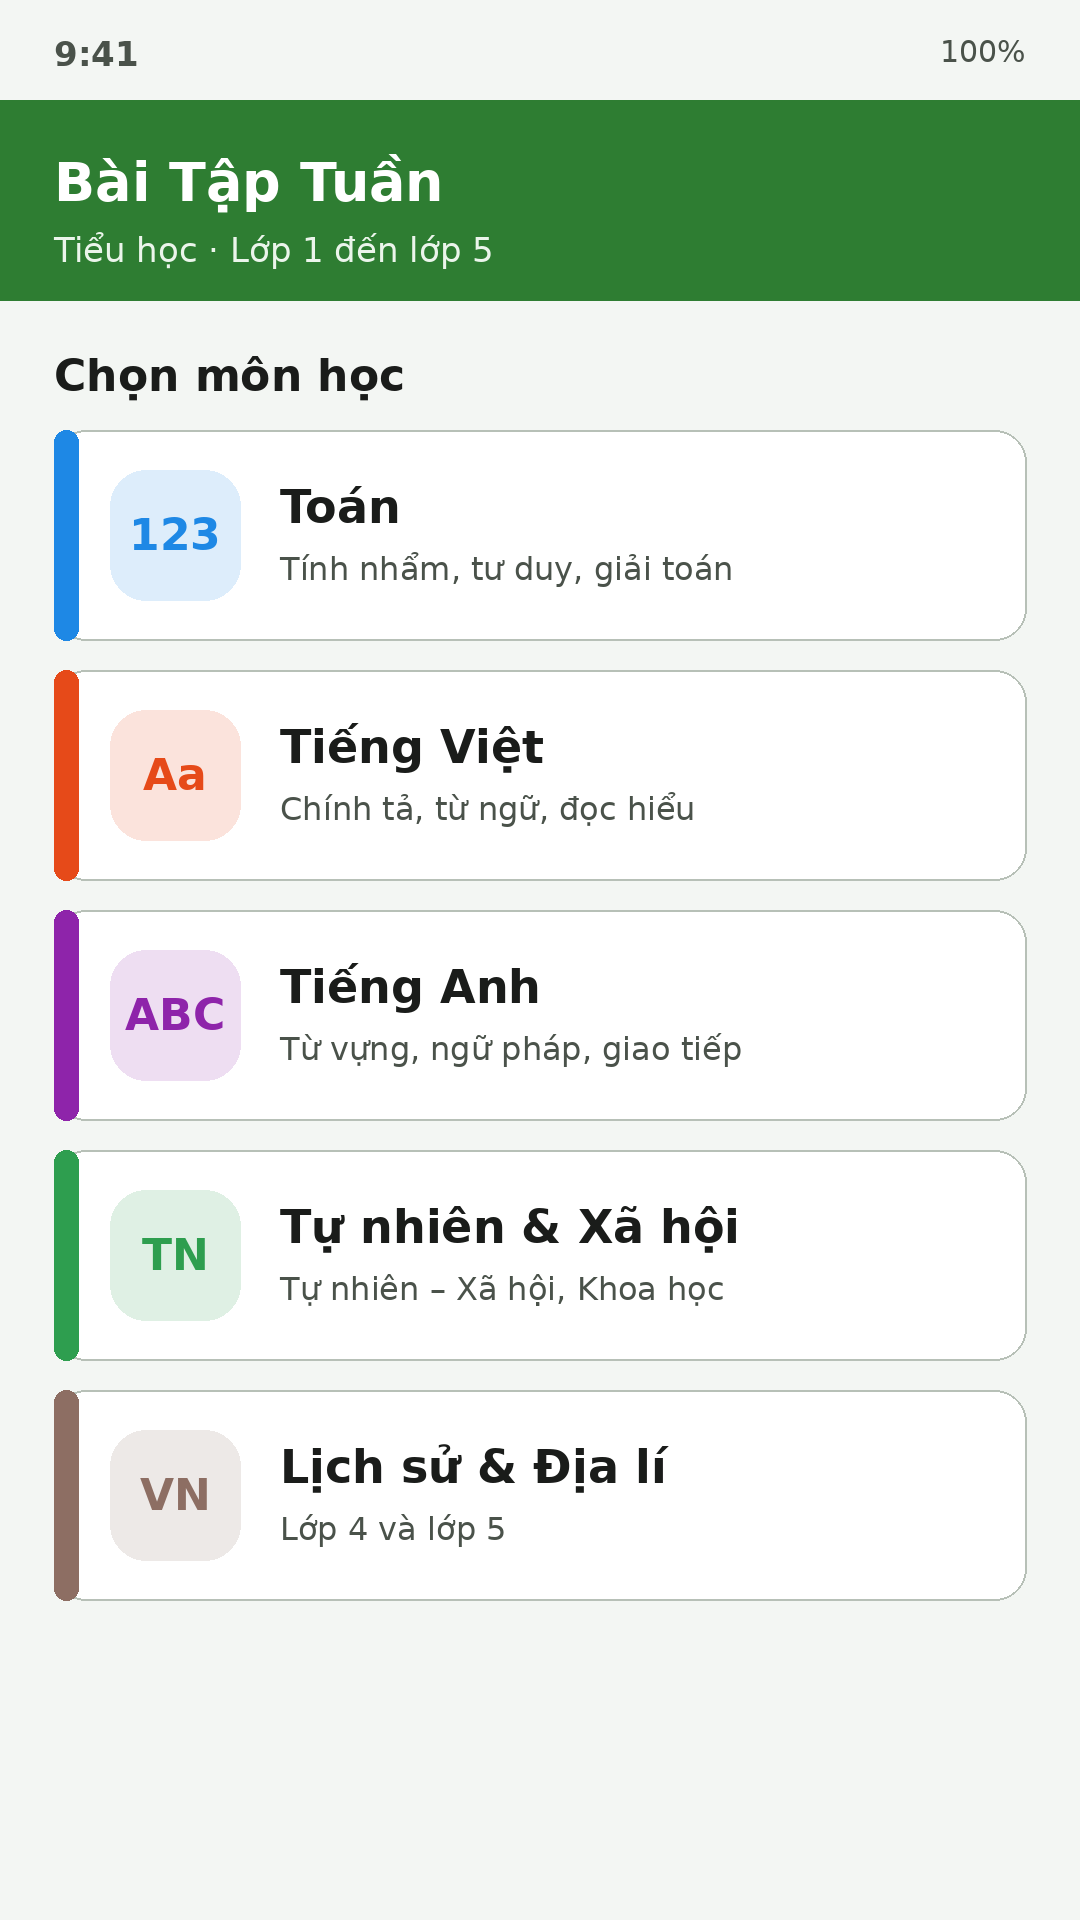 9:41
100%
Bài Tập Tuần
Tiểu học · Lớp 1 đến lớp 5
Chọn môn học
123
Toán
Tính nhẩm, tư duy, giải toán
Aa
Tiếng Việt
Chính tả, từ ngữ, đọc hiểu
ABC
Tiếng Anh
Từ vựng, ngữ pháp, giao tiếp
TN
Tự nhiên & Xã hội
Tự nhiên – Xã hội, Khoa học
VN
Lịch sử & Địa lí
Lớp 4 và lớp 5